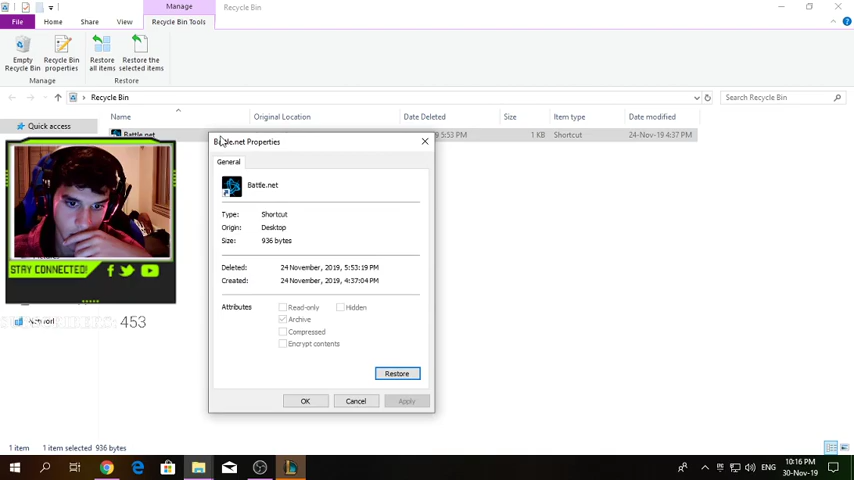 Manage
Recycle Bin
File
Home
Share
View
Recycle Bin Tools
Empty
Recycle Bin
Recycle Bin
properties
Restore
all items
Restore the
selected items
Manage
Restore
Recycle Bin
Search Recycle Bin
Quick access
Name
Original Location
Date Deleted
Size
Item type
Date modified
Battle.net
5:53 PM
1 KB
Shortcut
24-Nov-19 4:37 PM
Battle.net Properties
General
Battle.net
Type: Shortcut
Origin: Desktop
Size: 936 bytes
Deleted: 24 November, 2019, 5:53:19 PM
Created: 24 November, 2019, 4:37:04 PM
Attributes
Read-only
Hidden
Archive
Compressed
Encrypt contents
Restore
OK
Cancel
Apply
STAY CONNECTED!
Network
453
1 item
1 item selected 936 bytes
ENG
10:16 PM
30-Nov-19